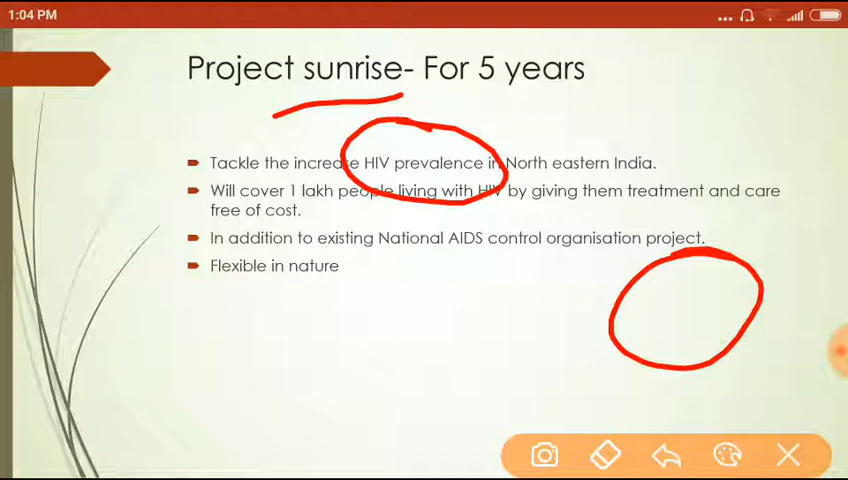 1:04 PM
Project sunrise- For 5 years
Tackle the increase HIV prevalence in North eastern India.
Will cover 1 lakh people living with HIV by giving them treatment and care
free of cost.
In addition to existing National AIDS control organisation project.
Flexible in nature